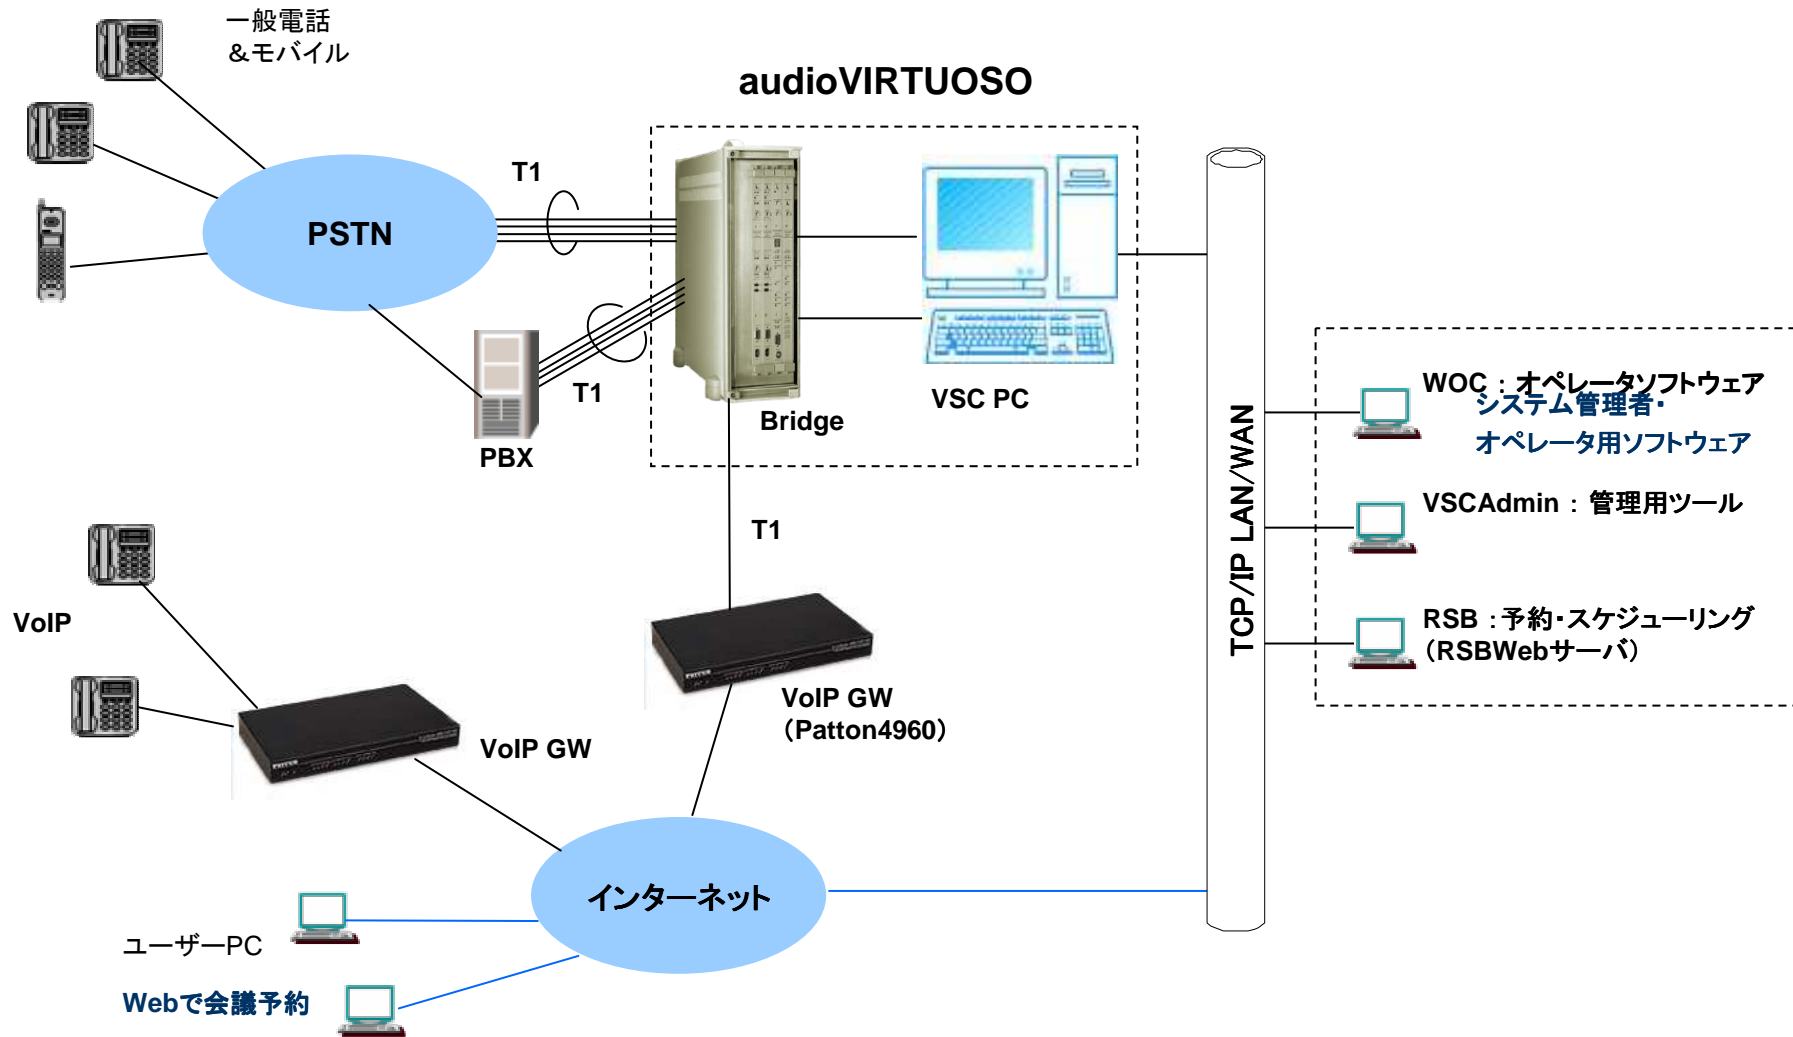 一般電話
＆モバイル
audioVIRTUOSO
T1
PSTN
T1
PBX
Bridge
VSC PC
T1
TCP/IP LAN/WAN
WOC ： オペレータソフトウェア
システム管理者・
オペレータ用ソフトウェア
VSCAdmin ： 管理用ツール
RSB ：予約・スケジューリング
（RSBWebサーバ）
VoIP
VoIP GW
VoIP GW
（Patton4960）
インターネット
ユーザーPC
Webで会議予約